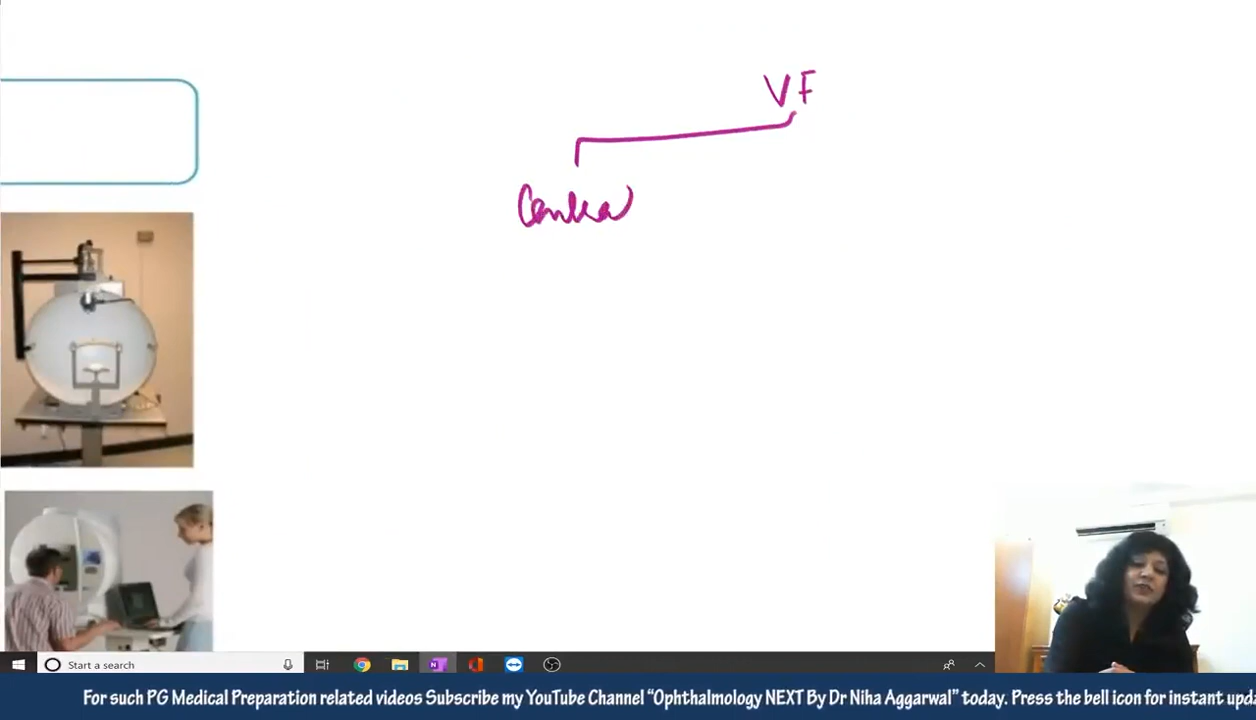 VF
Central
Start a search
For such PG Medical Preparation related videos Subscribe my YouTube Channel “Ophthalmology NEXT By Dr Niha Aggarwal” today. Press the bell icon for instant upda